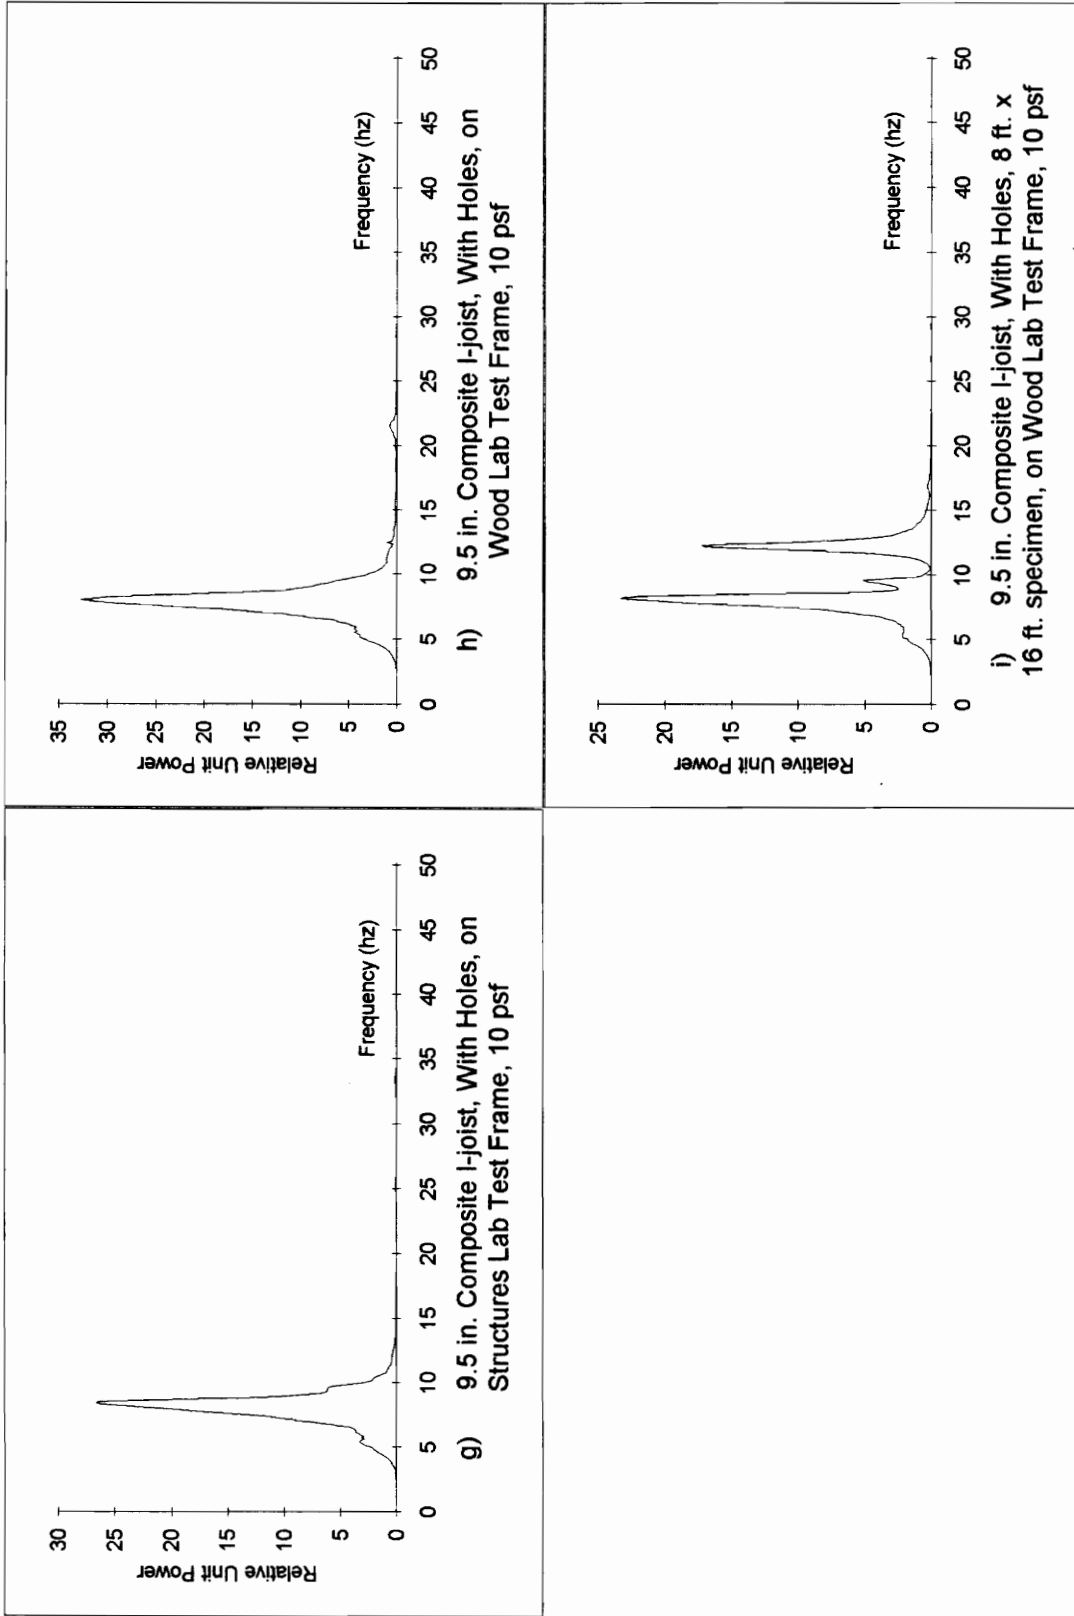 30
25
20
15
10
5
0
Relative Unit Power
0 5 10 15 20 25 30 35 40 45 50
Frequency (hz)
g) 9.5 in. Composite I-joist, With Holes, on
Structures Lab Test Frame, 10 psf
35
30
25
20
15
10
5
0
Relative Unit Power
0 5 10 15 20 25 30 35 40 45 50
Frequency (hz)
h) 9.5 in. Composite I-joist, With Holes, on
Wood Lab Test Frame, 10 psf
25
20
15
10
5
0
Relative Unit Power
0 5 10 15 20 25 30 35 40 45 50
Frequency (hz)
i) 9.5 in. Composite I-joist, With Holes, 8 ft. x
16 ft. specimen, on Wood Lab Test Frame, 10 psf